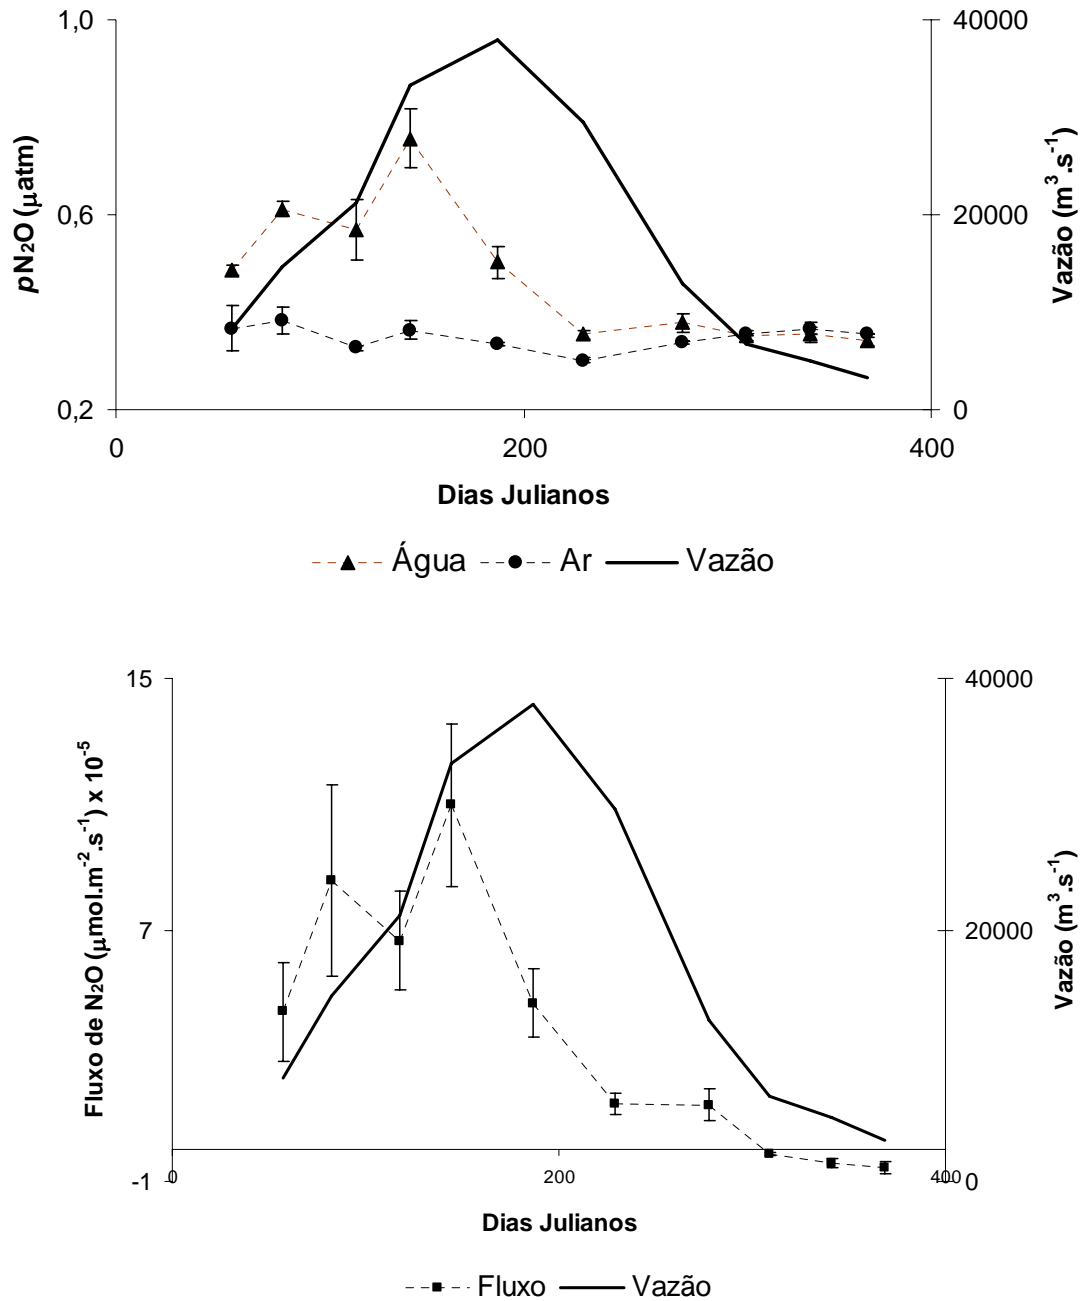 1,0
40000
pN₂O (μatm)
0,6
20000
Vazão (m³.s⁻¹)
0,2
0
0
200
400
Dias Julianos
Água
Ar
Vazão
15
40000
Fluxo de N₂O (μmol.m⁻².s⁻¹) x 10⁻⁵
7
20000
Vazão (m³.s⁻¹)
-1
0
0
200
400
Dias Julianos
Fluxo
Vazão